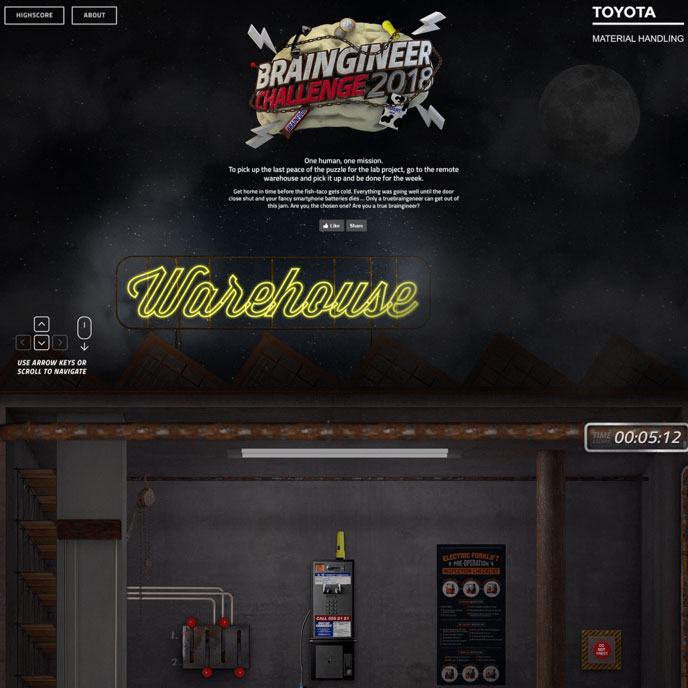 HIGHSCORE
ABOUT
TOYOTA
MATERIAL HANDLING
BRAINGINEER
CHALLENGE 2018
One human, one mission.
To pick up the last peace of the puzzle for the lab project, go to the remote
warehouse and pick it up and be done for the week.
Get home in time before the fish-taco gets cold. Everything was going well until the door
close shut and your fancy smartphone batteries dies ... Only a truebraingeneer can get out of
this jam. Are you the chosen one? Are you a true braingineer?
Like
Share
Warehouse
USE ARROW KEYS OR
SCROLL TO NAVIGATE
TIME
00:05:12
ELECTRIC FORKLIFT
PRE-OPERATION
INSPECTION CHECKLIST
CALL 555 21 21
1.
2.
DO
NOT
PRESS!